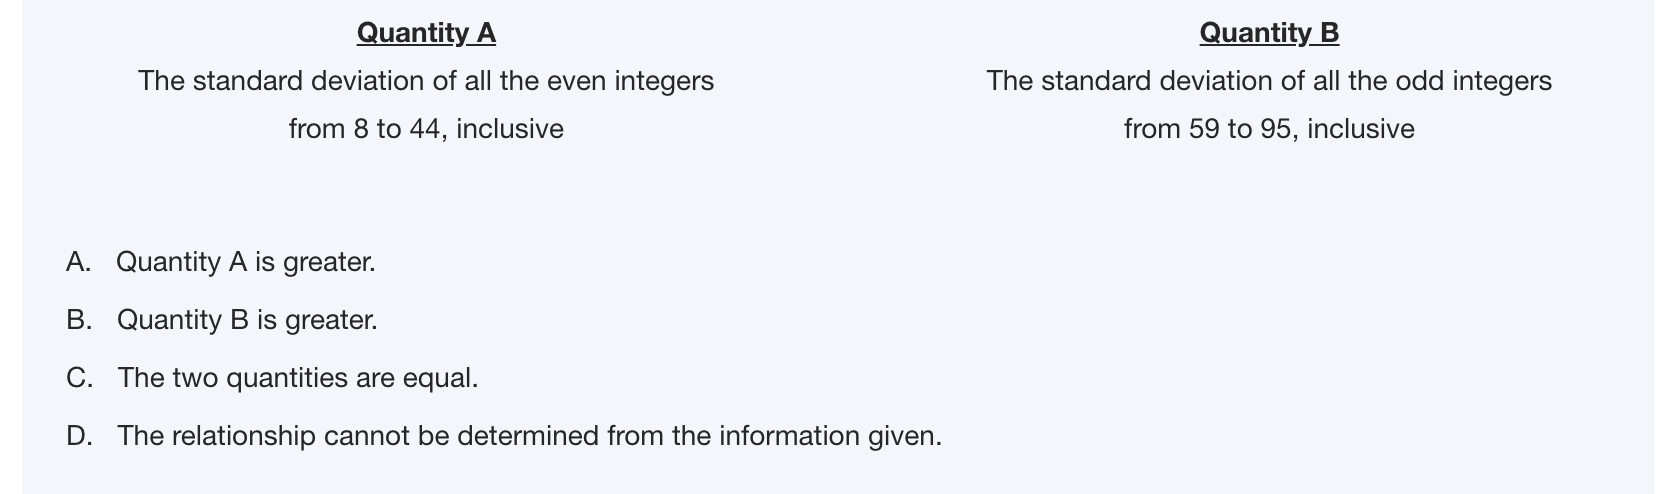 Quantity A
Quantity B
The standard deviation of all the even integers
from 8 to 44, inclusive
The standard deviation of all the odd integers
from 59 to 95, inclusive
A. Quantity A is greater.
B. Quantity B is greater.
C. The two quantities are equal.
D. The relationship cannot be determined from the information given.